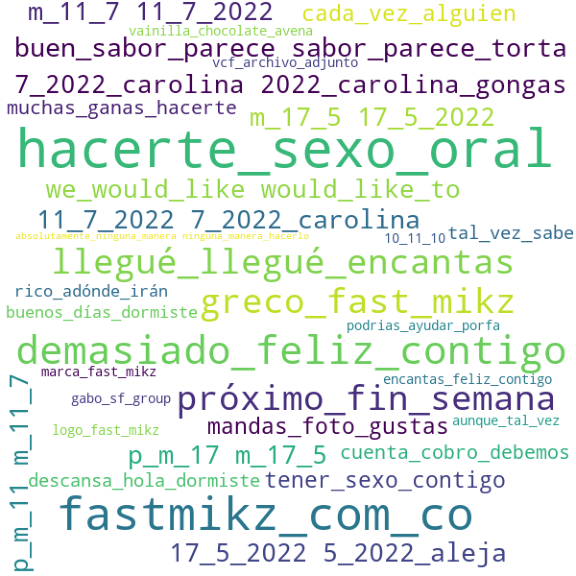 m_11_7 11_7_2022 cada_vez_alguien
vainilla_chocolate_avena
buen_sabor_parece sabor_parece_torta
vcf_archivo_adjunto
7_2022_carolina 2022_carolina_gongas
muchas_ganas_hacerte m_17_5 17_5_2022
hacerte_sexo_oral
we_would_like would_like_to
11_7_2022 7_2022_carolina
absolutamente_ninguna_manera ninguna_manera_hacerlo 10_11_10 tal_vez_sabe
llegué_llegué_encantas
rico_adónde_irán greco_fast_mikz
buenos_días_dormiste
podrias_ayudar_porfa
demasiado_feliz_contigo
marca_fast_mikz encantas_feliz_contigo
gabo_sf_group próximo_fin_semana
logo_fast_mikz mandas_foto_gustas aunque_tal_vez
p_m_11 m_11_7
p_m_17 m_17_5 cuenta_cobro_debemos
descansa_hola_dormiste tener_sexo_contigo
fastmikz_com_co
17_5_2022 5_2022_aleja